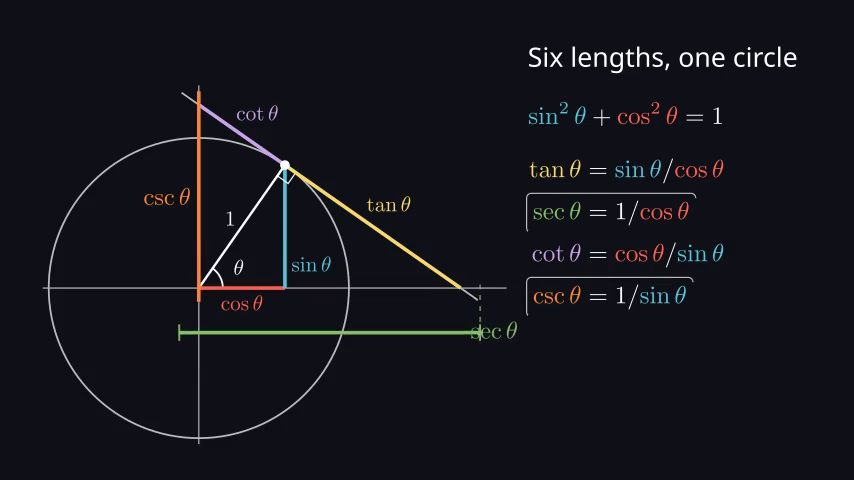 Six lengths, one circle
sin² θ + cos² θ = 1
tan θ = sin θ/cos θ
sec θ = 1/cos θ
cot θ = cos θ/sin θ
csc θ = 1/sin θ
cot θ
csc θ
1
tan θ
θ
sin θ
cos θ
sec θ